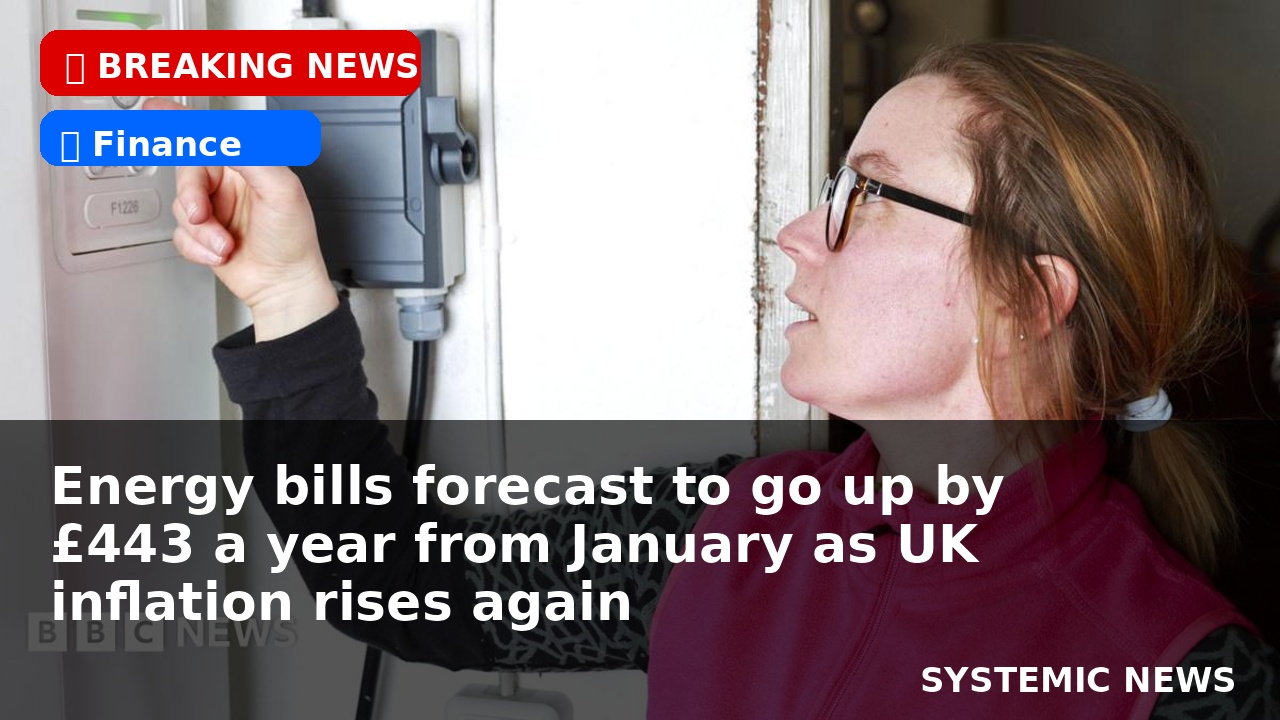 BREAKING NEWS
Finance
F1226
Energy bills forecast to go up by
£443 a year from January as UK
inflation rises again
BBC NEWS
SYSTEMIC NEWS